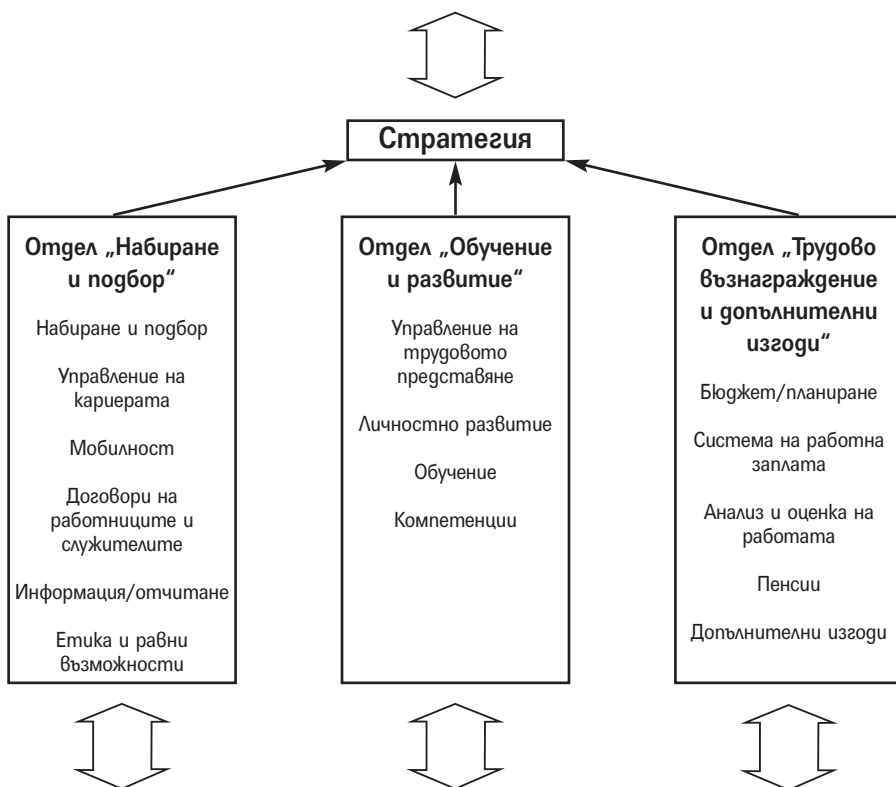 Стратегия
Отдел „Набиране
и подбор“
Набиране и подбор
Управление на
кариерата
Мобилност
Договори на
работниците и
служителите
Информация/отчитане
Етика и равни
възможности
Отдел „Обучение
и развитие“
Управление на
трудовото
представяне
Личностно развитие
Обучение
Компетенции
Отдел „Трудово
възнаграждение
и допълнителни
изгоди“
Бюджет/планиране
Система на работна
заплата
Анализ и оценка на
работата
Пенсии
Допълнителни изгоди